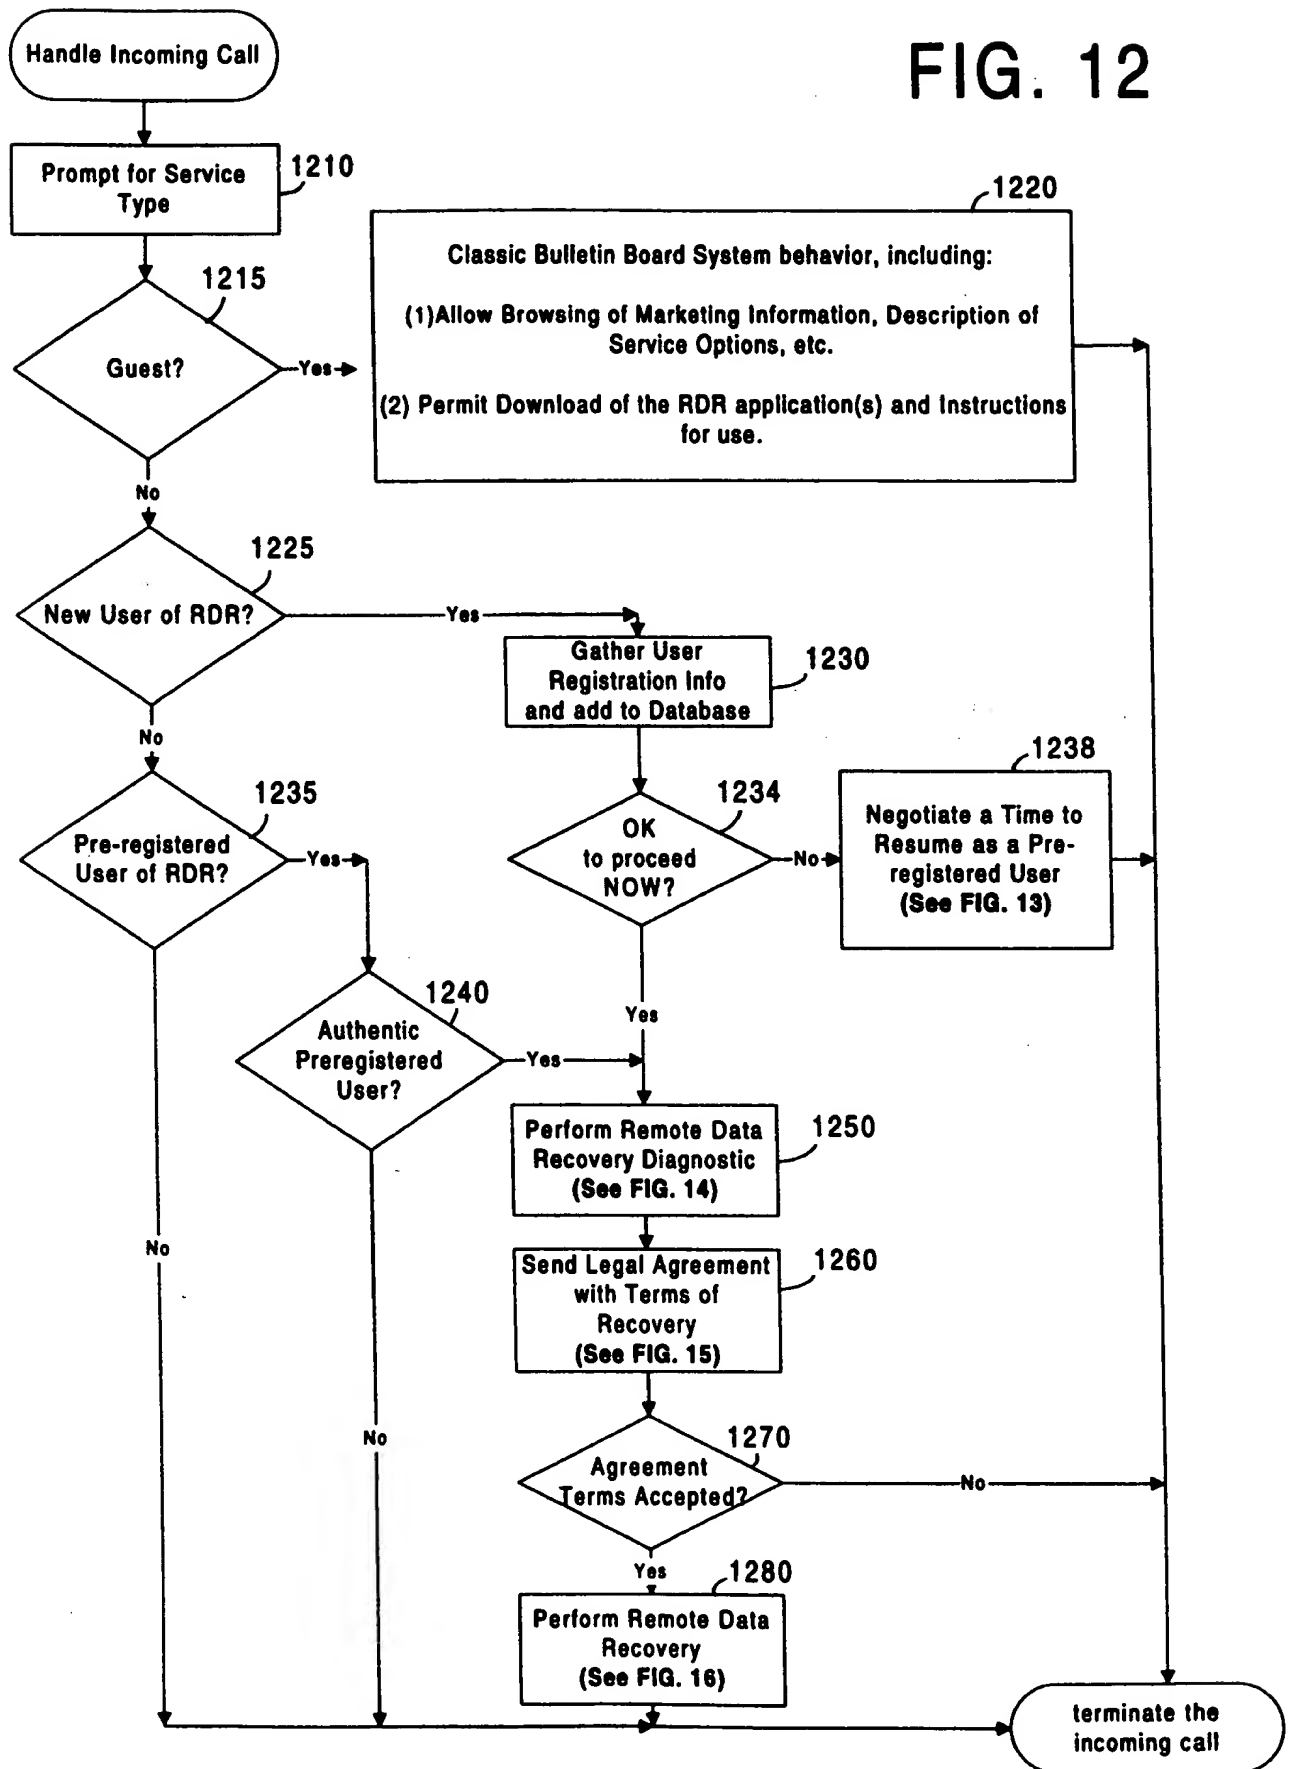 Handle Incoming Call
FIG. 12
Prompt for Service
Type
1210
1220
Classic Bulletin Board System behavior, including:
(1)Allow Browsing of Marketing Information, Description of
Service Options, etc.
(2) Permit Download of the RDR application(s) and Instructions
for use.
1215
Guest?
Yes
No
1225
New User of RDR?
Yes
Gather User
Registration Info
and add to Database
1230
No
1235
Pre-registered
User of RDR?
Yes
1234
OK
to proceed
NOW?
No
1238
Negotiate a Time to
Resume as a Pre-
registered User
(See FIG. 13)
1240
Authentic
Preregistered
User?
Yes
Yes
Perform Remote Data
Recovery Diagnostic
(See FIG. 14)
1250
No
Send Legal Agreement
with Terms of
Recovery
(See FIG. 15)
1260
No
1270
Agreement
Terms Accepted?
No
Yes
1280
Perform Remote Data
Recovery
(See FIG. 16)
terminate the
incoming call